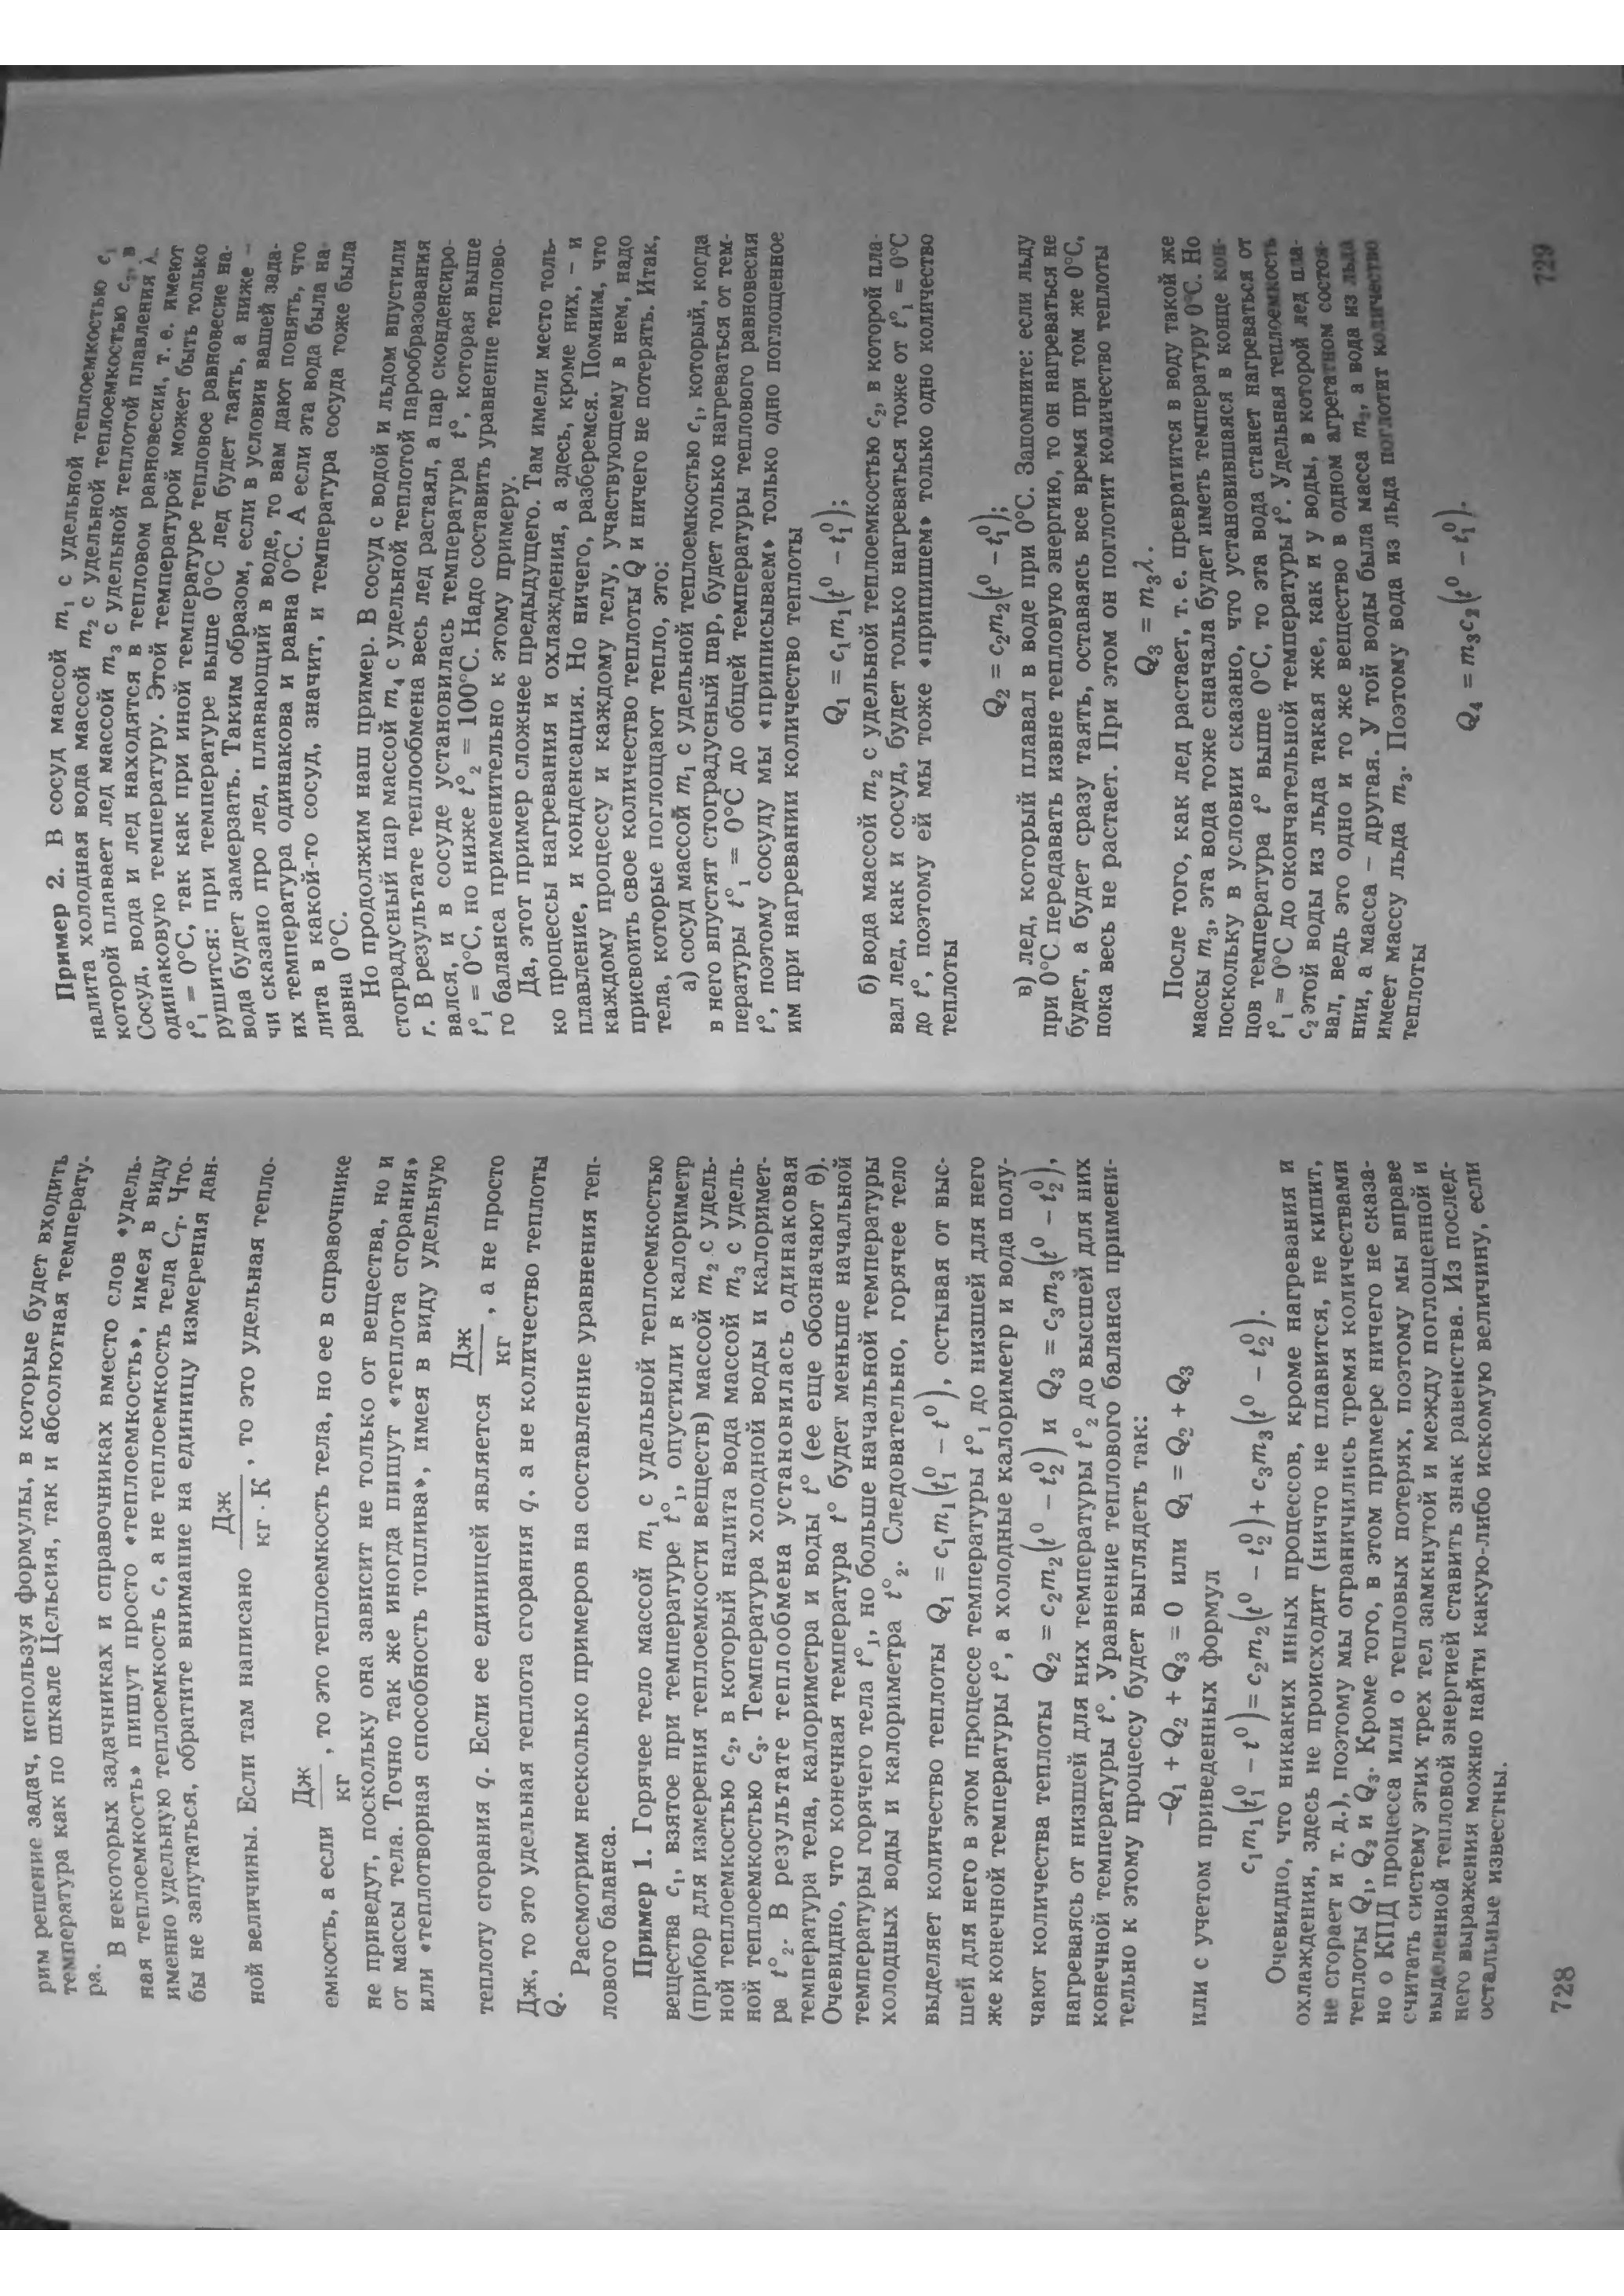 рим решение задач, используя формулы, в которые будет входить
температура как по шкале Цельсия, так и абсолютная температу-
ра.
В некоторых задачниках и справочниках вместо слов «удель-
ная теплоемкость» пишут просто «теплоемкость», имея в виду
именно удельную теплоемкость c, а не теплоемкость тела Cт. Что-
бы не запутаться, обратите внимание на единицу измерения дан-
ной величины. Если там написано Дж/(кг · К), то это удельная тепло-
емкость, а если Дж/кг, то это теплоемкость тела, но ее в справочнике
не приведут, поскольку она зависит не только от вещества, но и
от массы тела. Точно так же иногда пишут «теплота сгорания»
или «теплотворная способность топлива», имея в виду удельную
теплоту сгорания q. Если ее единицей является Дж/кг, а не просто
Дж, то это удельная теплота сгорания q, а не количество теплоты
Q.
Рассмотрим несколько примеров на составление уравнения теп-
лового баланса.
Пример 1. Горячее тело массой m₁ с удельной теплоемкостью
вещества c₁, взятое при температуре t°₁, опустили в калориметр
(прибор для измерения теплоемкости веществ) массой m₂ с удель-
ной теплоемкостью c₂, в который налита вода массой m₃ с удель-
ной теплоемкостью c₃. Температура холодной воды и калоримет-
ра t°₂. В результате теплообмена установилась одинаковая
температура тела, калориметра и воды t° (ее еще обозначают θ).
Очевидно, что конечная температура t° будет меньше начальной
температуры горячего тела t°₁, но больше начальной температуры
холодных воды и калориметра t°₂. Следовательно, горячее тело
выделяет количество теплоты Q₁ = c₁m₁(t₁⁰ − t⁰), остывая от выс-
шей для него в этом процессе температуры t°₁ до низшей для него
же конечной температуры t°, а холодные калориметр и вода полу-
чают количества теплоты Q₂ = c₂m₂(t⁰ − t₂⁰) и Q₃ = c₃m₃(t⁰ − t₂⁰),
нагреваясь от низшей для них температуры t°₂ до высшей для них
конечной температуры t°. Уравнение теплового баланса примени-
тельно к этому процессу будет выглядеть так:
−Q₁ + Q₂ + Q₃ = 0 или Q₁ = Q₂ + Q₃
или с учетом приведенных формул
c₁m₁(t₁⁰ − t⁰) = c₂m₂(t⁰ − t₂⁰) + c₃m₃(t⁰ − t₂⁰).
Очевидно, что никаких иных процессов, кроме нагревания и
охлаждения, здесь не происходит (ничто не плавится, не кипит,
не сгорает и т. д.), поэтому мы ограничились тремя количествами
теплоты Q₁, Q₂ и Q₃. Кроме того, в этом примере ничего не сказа-
но о КПД процесса или о тепловых потерях, поэтому мы вправе
считать систему этих трех тел замкнутой и между поглощенной и
выделенной тепловой энергией ставить знак равенства. Из послед-
него выражения можно найти какую-либо искомую величину, если
остальные известны.
728
Пример 2. В сосуд массой m₁ с удельной теплоемкостью c₁
налита холодная вода массой m₂ с удельной теплоемкостью c₂, в
которой плавает лед массой m₃ с удельной теплотой плавления λ.
Сосуд, вода и лед находятся в тепловом равновесии, т. е. имеют
одинаковую температуру. Этой температурой может быть только
t°₁ = 0°C, так как при иной температуре тепловое равновесие на-
рушится: при температуре выше 0°C лед будет таять, а ниже –
вода будет замерзать. Таким образом, если в условии вашей зада-
чи сказано про лед, плавающий в воде, то вам дают понять, что
их температура одинакова и равна 0°C. А если эта вода была на-
лита в какой-то сосуд, значит, и температура сосуда тоже была
равна 0°C.
Но продолжим наш пример. В сосуд с водой и льдом впустили
стоградусный пар массой m₄ с удельной теплотой парообразования
r. В результате теплообмена весь лед растаял, а пар сконденсиро-
вался, и в сосуде установилась температура t°, которая выше
t°₁ = 0°C, но ниже t°₂ = 100°C. Надо составить уравнение теплово-
го баланса применительно к этому примеру.
Да, этот пример сложнее предыдущего. Там имели место толь-
ко процессы нагревания и охлаждения, а здесь, кроме них, – и
плавление, и конденсация. Но ничего, разберемся. Помним, что
каждому процессу и каждому телу, участвующему в нем, надо
присвоить свое количество теплоты Q и ничего не потерять. Итак,
тела, которые поглощают тепло, это:
а) сосуд массой m₁ с удельной теплоемкостью c₁, который, когда
в него впустят стоградусный пар, будет только нагреваться от тем-
пературы t°₁ = 0°C до общей температуры теплового равновесия
t°, поэтому сосуду мы «приписываем» только одно поглощенное
им при нагревании количество теплоты
Q₁ = c₁m₁(t⁰ − t₁⁰);
б) вода массой m₂ с удельной теплоемкостью c₂, в которой пла-
вал лед, как и сосуд, будет только нагреваться тоже от t°₁ = 0°C
до t°, поэтому ей мы тоже «припишем» только одно количество
теплоты
Q₂ = c₂m₂(t⁰ − t₁⁰);
в) лед, который плавал в воде при 0°C. Запомните: если льду
при 0°C передавать извне тепловую энергию, то он нагреваться не
будет, а будет сразу таять, оставаясь все время при том же 0°C,
пока весь не растает. При этом он поглотит количество теплоты
Q₃ = m₃λ.
После того, как лед растает, т. е. превратится в воду такой же
массы m₃, эта вода тоже сначала будет иметь температуру 0°C. Но
поскольку в условии сказано, что установившаяся в конце кон-
цов температура t° выше 0°C, то эта вода станет нагреваться от
t°₁ = 0°C до окончательной температуры t°. Удельная теплоемкость
c₂ этой воды из льда такая же, как и у воды, в которой лед пла-
вал, ведь это одно и то же вещество в одном агрегатном состоя-
нии, а масса – другая. У той воды была масса m₂, а вода из льда
имеет массу льда m₃. Поэтому вода из льда поглотит количество
теплоты
Q₄ = m₃c₂(t⁰ − t₁⁰).
729